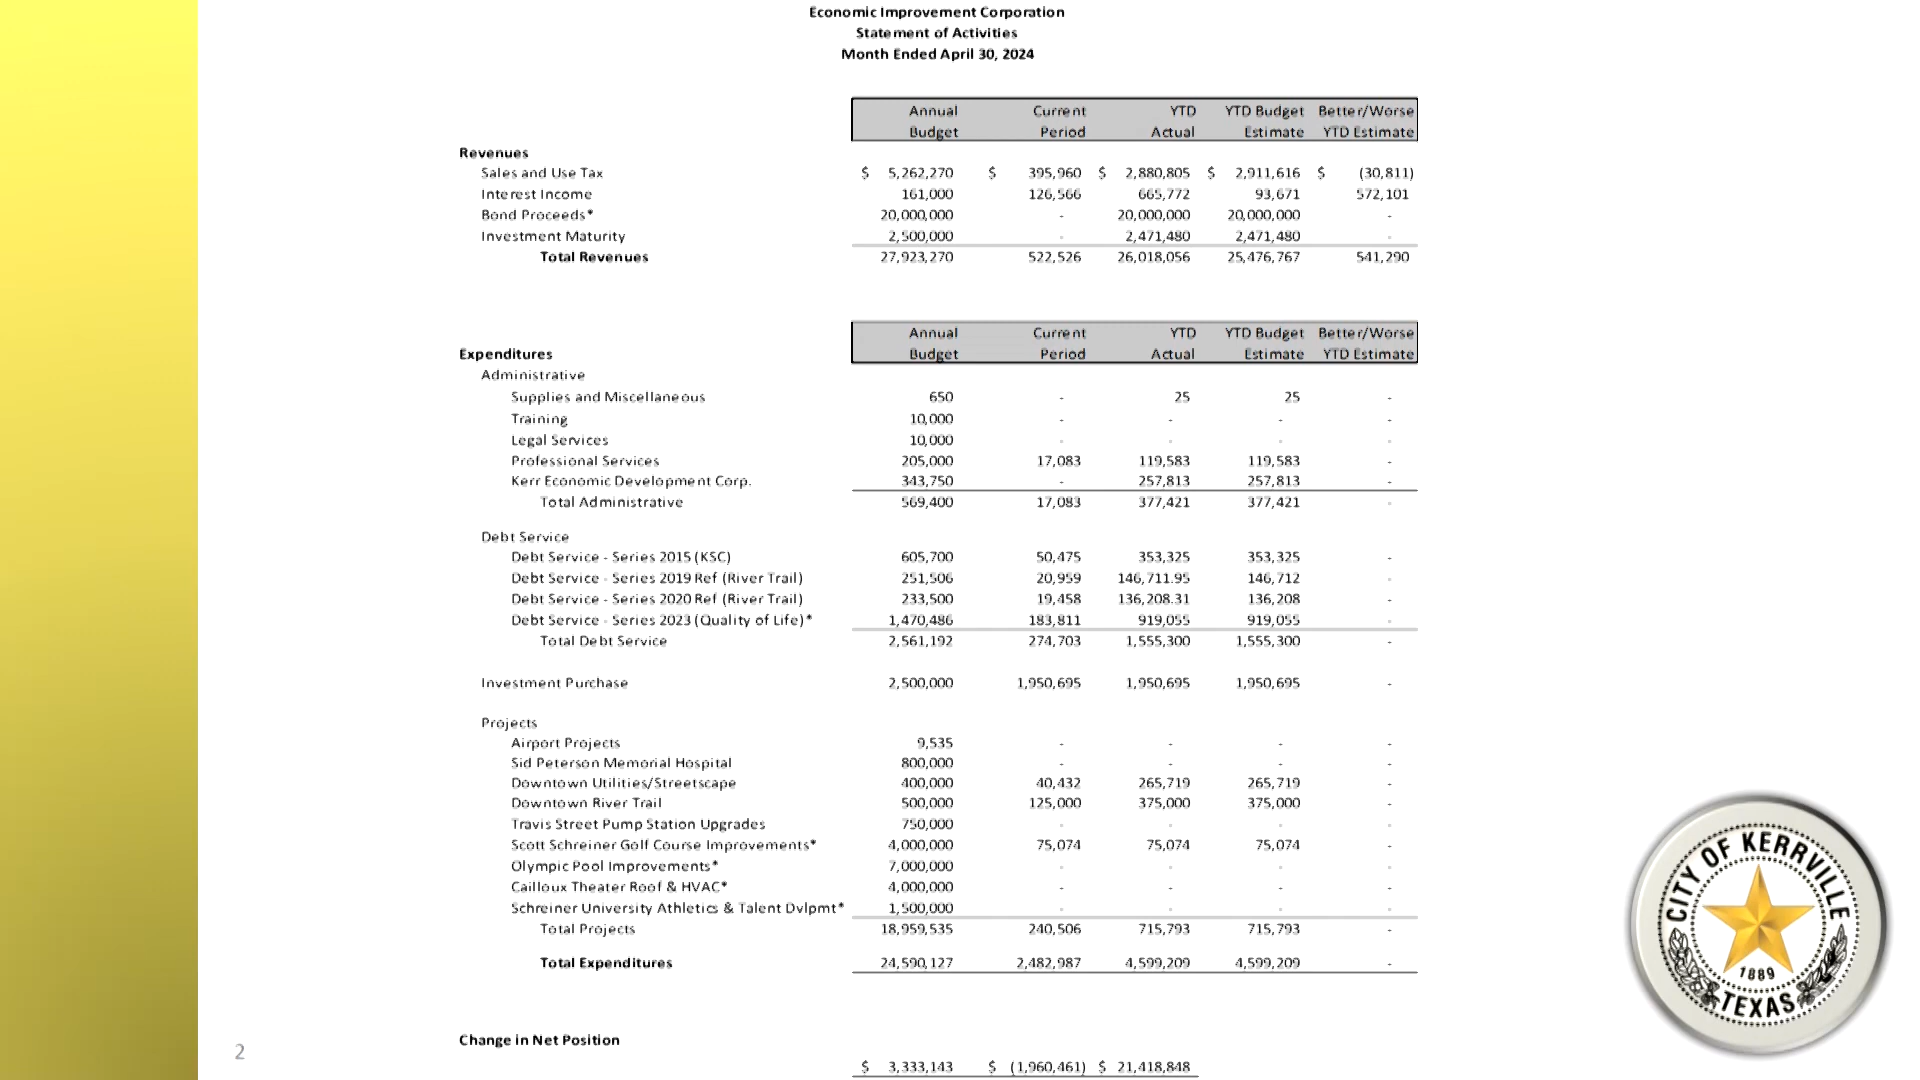 Economic Improvement Corporation
Statement of Activities
Month Ended April 30, 2024
Annual Current YTD YTD Budget Better/Worse
Budget Period Actual Estimate YTD Estimate
Revenues
Sales and Use Tax $ 5,262,270 $ 395,960 $ 2,880,805 $ 2,911,616 $ (30,811)
Interest Income 161,000 126,566 665,772 93,671 572,101
Bond Proceeds* 20,000,000 - 20,000,000 20,000,000 -
Investment Maturity 2,500,000 - 2,471,480 2,471,480 -
Total Revenues 27,923,270 522,526 26,018,056 25,476,767 541,290
Annual Current YTD YTD Budget Better/Worse
Expenditures Budget Period Actual Estimate YTD Estimate
Administrative
Supplies and Miscellaneous 650 - 25 25 -
Training 10,000 - - - -
Legal Services 10,000 - - - -
Professional Services 205,000 17,083 119,583 119,583 -
Kerr Economic Development Corp. 343,750 - 257,813 257,813 -
Total Administrative 569,400 17,083 377,421 377,421 -
Debt Service
Debt Service - Series 2015 (KSC) 605,700 50,475 353,325 353,325 -
Debt Service - Series 2019 Ref (River Trail) 251,506 20,959 146,711.95 146,712 -
Debt Service - Series 2020 Ref (River Trail) 233,500 19,458 136,208.31 136,208 -
Debt Service - Series 2023 (Quality of Life)* 1,470,486 183,811 919,055 919,055 -
Total Debt Service 2,561,192 274,703 1,555,300 1,555,300 -
Investment Purchase 2,500,000 1,950,695 1,950,695 1,950,695 -
Projects
Airport Projects 9,535 - - - -
Sid Peterson Memorial Hospital 800,000 - - - -
Downtown Utilities/Streetscape 400,000 40,432 265,719 265,719 -
Downtown River Trail 500,000 125,000 375,000 375,000 -
Travis Street Pump Station Upgrades 750,000 - - - -
Scott Schreiner Golf Course Improvements* 4,000,000 75,074 75,074 75,074 -
Olympic Pool Improvements* 7,000,000 - - - -
Cailloux Theater Roof & HVAC* 4,000,000 - - - -
Schreiner University Athletics & Talent Dvlpmt* 1,500,000 - - - -
Total Projects 18,959,535 240,506 715,793 715,793 -
Total Expenditures 24,590,127 2,482,987 4,599,209 4,599,209 -
Change in Net Position
$ 3,333,143 $ (1,960,461) $ 21,418,848
2
CITY OF KERRVILLE
1889
TEXAS